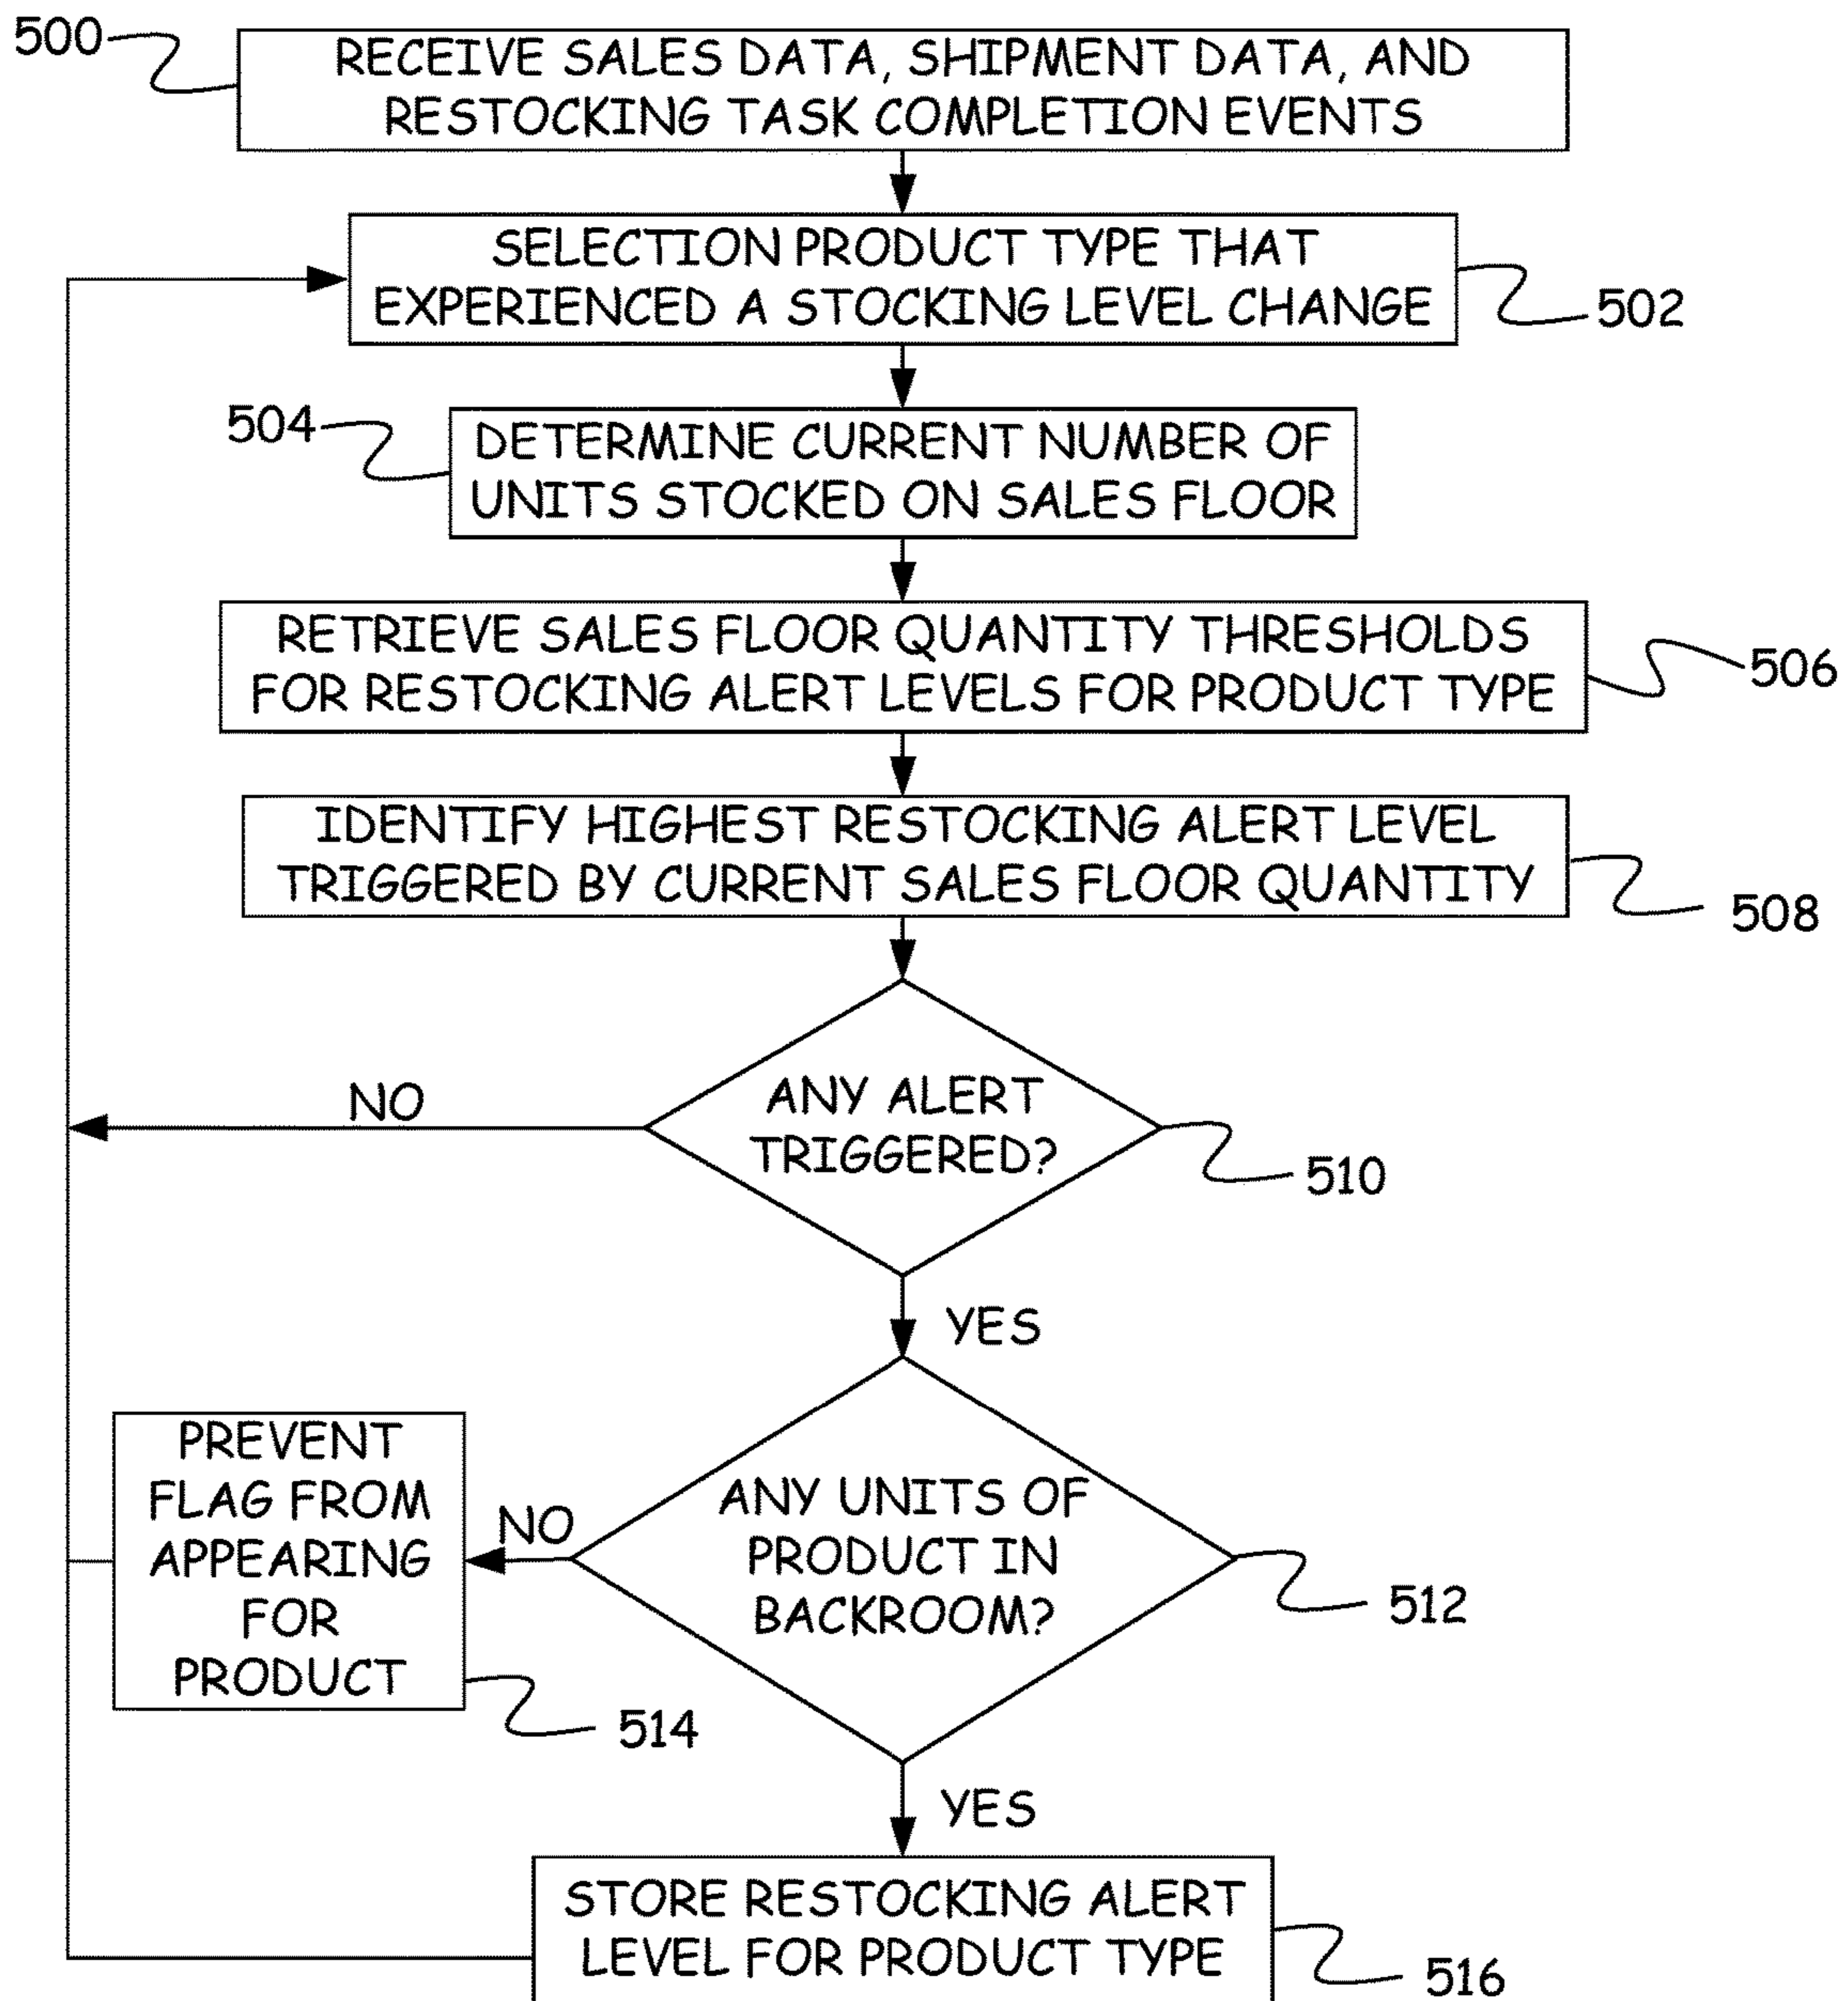 500
RECEIVE SALES DATA, SHIPMENT DATA, AND
RESTOCKING TASK COMPLETION EVENTS
SELECTION PRODUCT TYPE THAT
EXPERIENCED A STOCKING LEVEL CHANGE
502
504
DETERMINE CURRENT NUMBER OF
UNITS STOCKED ON SALES FLOOR
RETRIEVE SALES FLOOR QUANTITY THRESHOLDS
FOR RESTOCKING ALERT LEVELS FOR PRODUCT TYPE
506
IDENTIFY HIGHEST RESTOCKING ALERT LEVEL
TRIGGERED BY CURRENT SALES FLOOR QUANTITY
508
NO
ANY ALERT
TRIGGERED?
510
YES
PREVENT
FLAG FROM
APPEARING
FOR
PRODUCT
NO
ANY UNITS OF
PRODUCT IN
BACKROOM?
512
514
YES
STORE RESTOCKING ALERT
LEVEL FOR PRODUCT TYPE
516